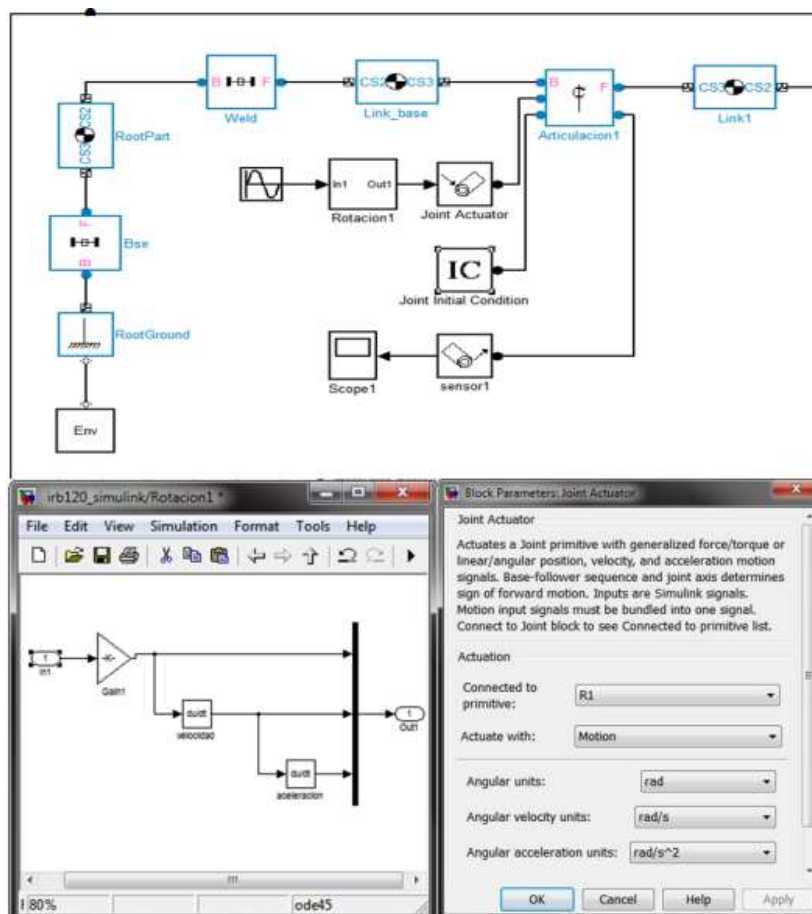 B F
Weld
CS2 CS3
Link_base
B F
Articulacion1
CS3 CS2
Link1
CS3 CS2
RootPart
In1 Out1
Rotacion1
Joint Actuator
F
B
Bse
IC
Joint Initial Condition
RootGround
Scope1
sensor1
Env
irb120_simulink/Rotacion1 *
File Edit View Simulation Format Tools Help
1
In1
-K-
Gain1
du/dt
velocidad
du/dt
aceleracion
1
Out1
80%
ode45
Block Parameters: Joint Actuator
Joint Actuator
Actuates a Joint primitive with generalized force/torque or
linear/angular position, velocity, and acceleration motion
signals. Base-follower sequence and joint axis determines
sign of forward motion. Inputs are Simulink signals.
Motion input signals must be bundled into one signal.
Connect to Joint block to see Connected to primitive list.
Actuation
Connected to
primitive:
R1
Actuate with: Motion
Angular units: rad
Angular velocity units: rad/s
Angular acceleration units: rad/s^2
OK Cancel Help Apply